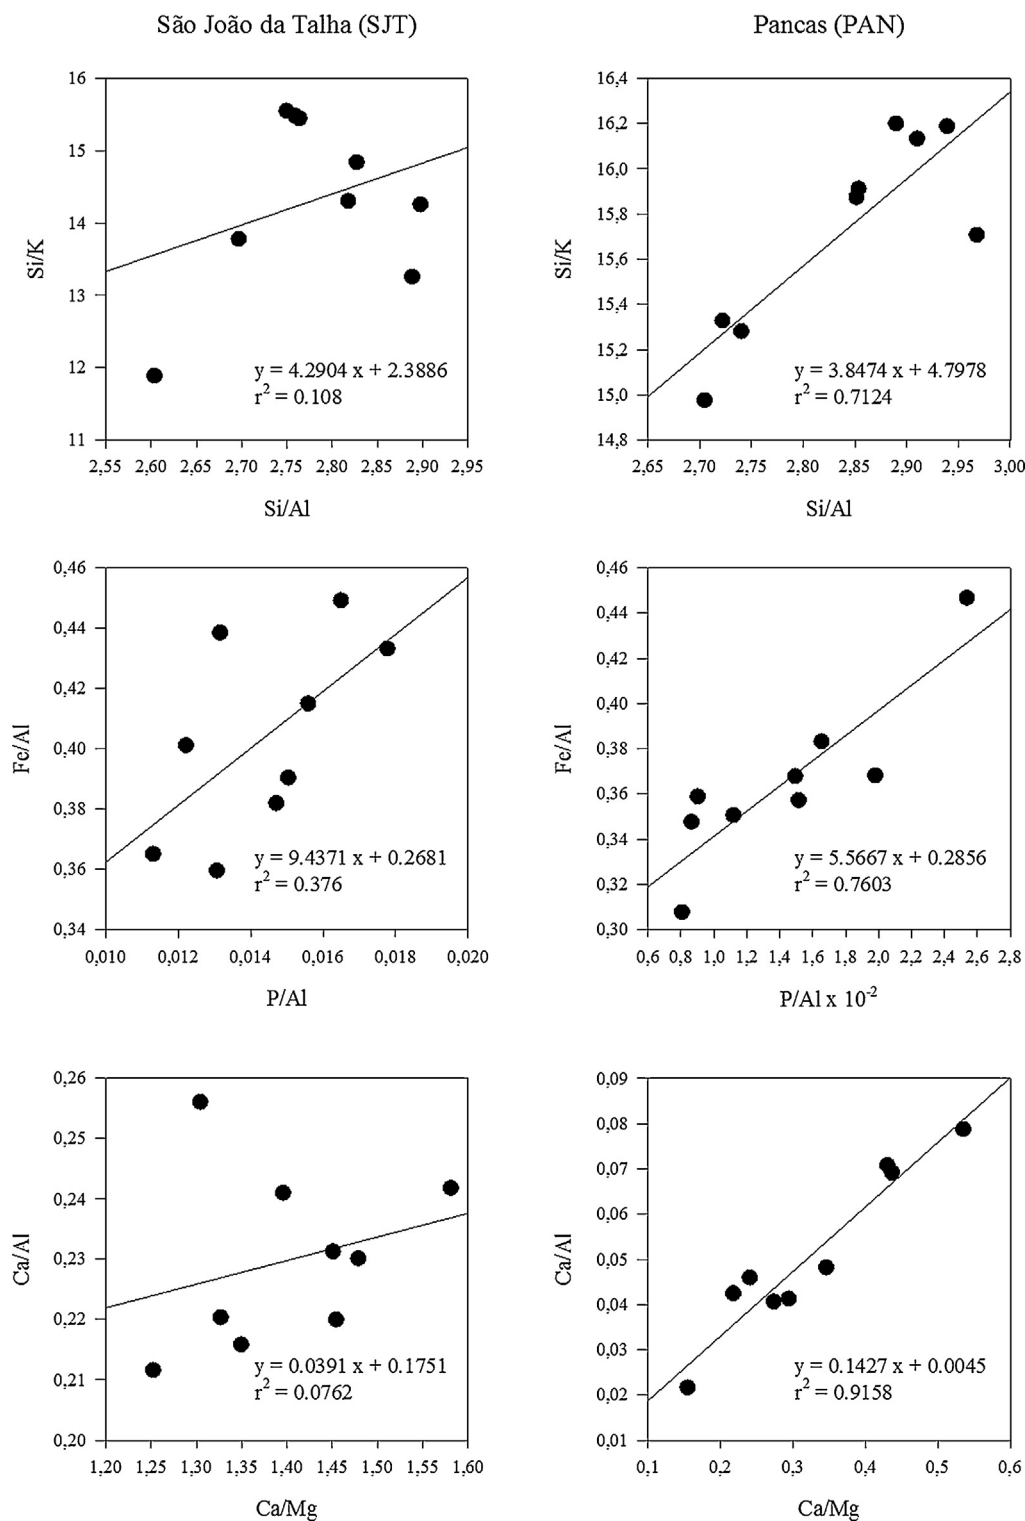 São João da Talha (SJT)
Pancas (PAN)
16
15
14
13
12
11
Si/K
2,55 2,60 2,65 2,70 2,75 2,80 2,85 2,90 2,95
Si/Al
y = 4.2904 x + 2.3886
r² = 0.108
16,4
16,2
16,0
15,8
15,6
15,4
15,2
15,0
14,8
Si/K
2,65 2,70 2,75 2,80 2,85 2,90 2,95 3,00
Si/Al
y = 3.8474 x + 4.7978
r² = 0.7124
0,46
0,44
0,42
0,40
0,38
0,36
0,34
Fe/Al
0,010 0,012 0,014 0,016 0,018 0,020
P/Al
y = 9.4371 x + 0.2681
r² = 0.376
0,46
0,44
0,42
0,40
0,38
0,36
0,34
0,32
0,30
Fe/Al
0,6 0,8 1,0 1,2 1,4 1,6 1,8 2,0 2,2 2,4 2,6 2,8
P/Al x 10⁻²
y = 5.5667 x + 0.2856
r² = 0.7603
0,26
0,25
0,24
0,23
0,22
0,21
0,20
Ca/Al
1,20 1,25 1,30 1,35 1,40 1,45 1,50 1,55 1,60
Ca/Mg
y = 0.0391 x + 0.1751
r² = 0.0762
0,09
0,08
0,07
0,06
0,05
0,04
0,03
0,02
0,01
Ca/Al
0,1 0,2 0,3 0,4 0,5 0,6
Ca/Mg
y = 0.1427 x + 0.0045
r² = 0.9158